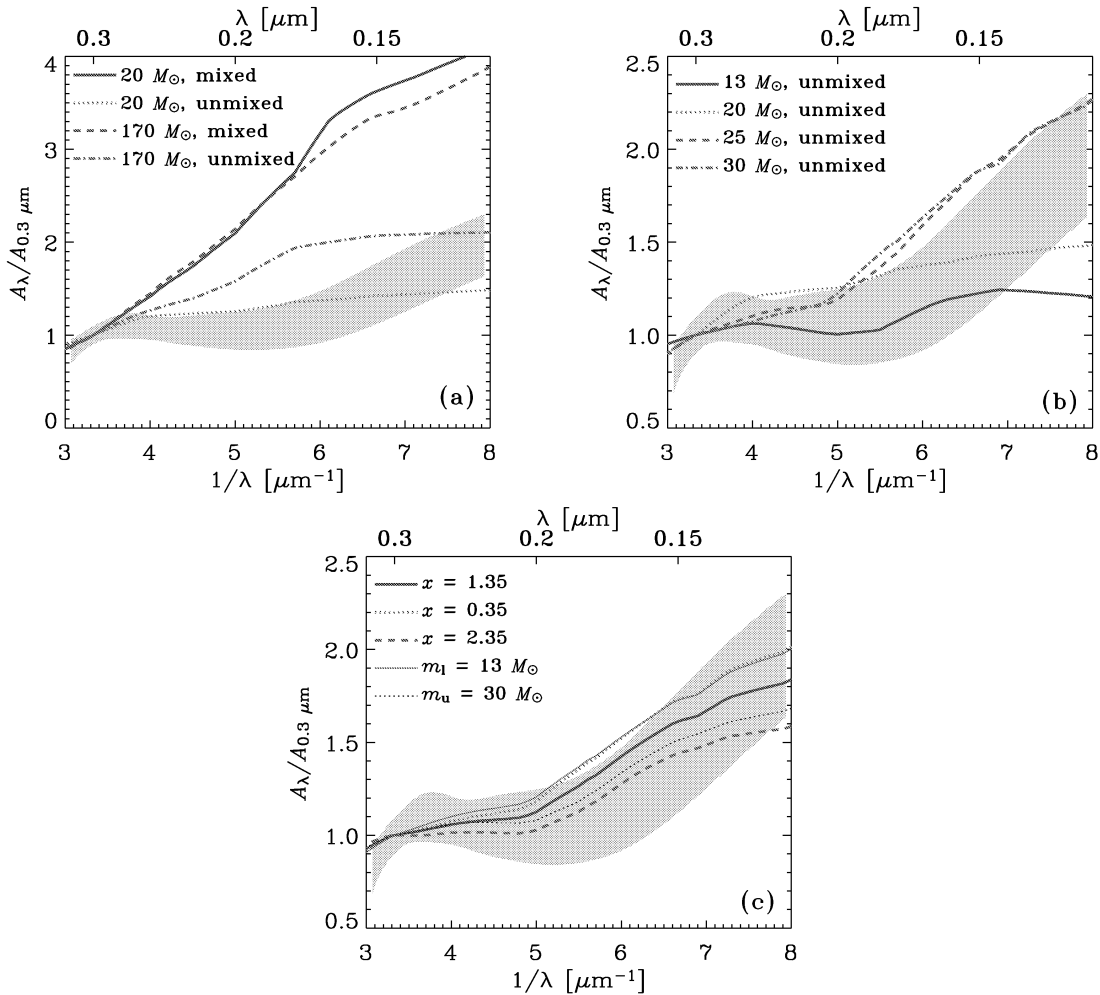 λ [μm]
0.3 0.2 0.15
4
3
2
1
0
A_λ/A_0.3 μm
20 M⊙, mixed
20 M⊙, unmixed
170 M⊙, mixed
170 M⊙, unmixed
(a)
3 4 5 6 7 8
1/λ [μm⁻¹]
λ [μm]
0.3 0.2 0.15
2.5
2.0
1.5
1.0
0.5
A_λ/A_0.3 μm
13 M⊙, unmixed
20 M⊙, unmixed
25 M⊙, unmixed
30 M⊙, unmixed
(b)
3 4 5 6 7 8
1/λ [μm⁻¹]
λ [μm]
0.3 0.2 0.15
2.5
2.0
1.5
1.0
0.5
A_λ/A_0.3 μm
x = 1.35
x = 0.35
x = 2.35
m_l = 13 M⊙
m_u = 30 M⊙
(c)
3 4 5 6 7 8
1/λ [μm⁻¹]